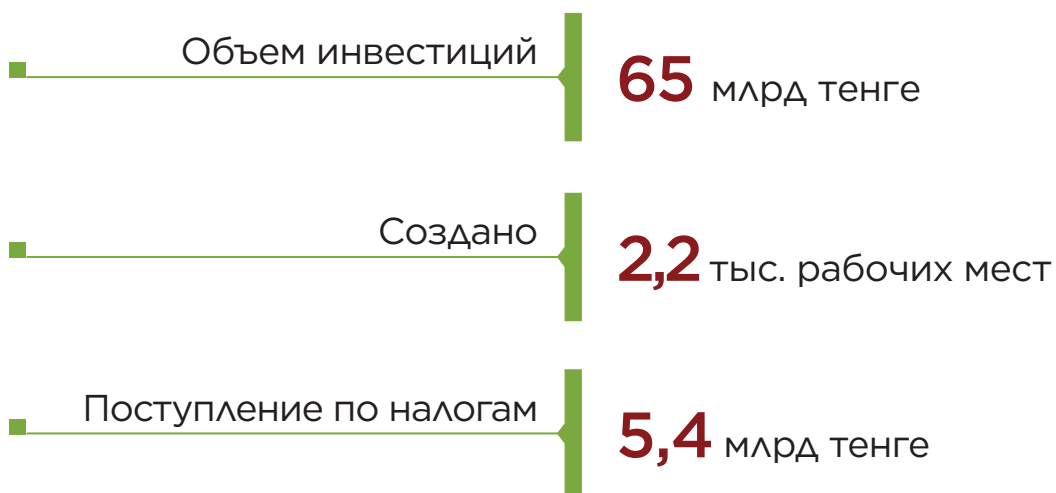 Объем инвестиций
65 млрд тенге
Создано
2,2 тыс. рабочих мест
Поступление по налогам
5,4 млрд тенге